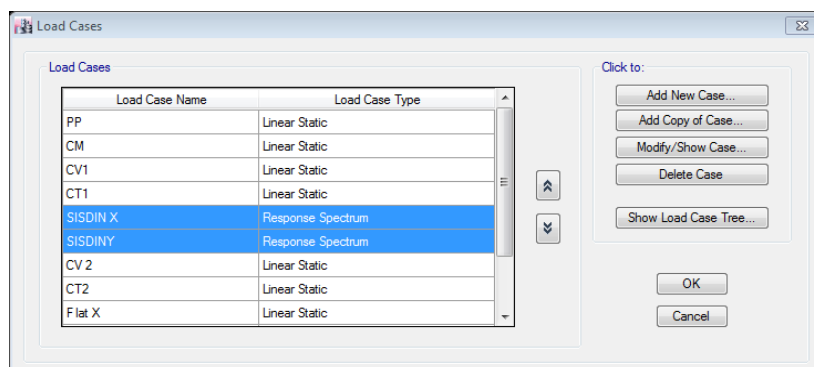 Load Cases
Load Cases
Click to:
Load Case Name Load Case Type
PP Linear Static
CM Linear Static
CV1 Linear Static
CT1 Linear Static
SISDIN X Response Spectrum
SISDINY Response Spectrum
CV 2 Linear Static
CT2 Linear Static
F lat X Linear Static
Add New Case...
Add Copy of Case...
Modify/Show Case...
Delete Case
Show Load Case Tree...
OK
Cancel